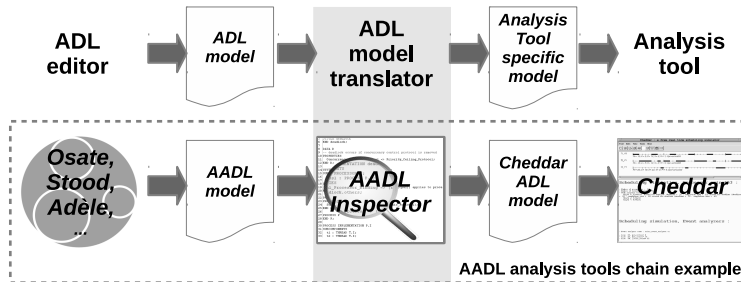 ADL
editor
ADL
model
ADL
model
translator
Analysis
Tool
specific
model
Analysis
tool
Osate,
Stood,
Adèle,
...
AADL
model
AADL
Inspector
Cheddar
ADL
model
Cheddar
AADL analysis tools chain example